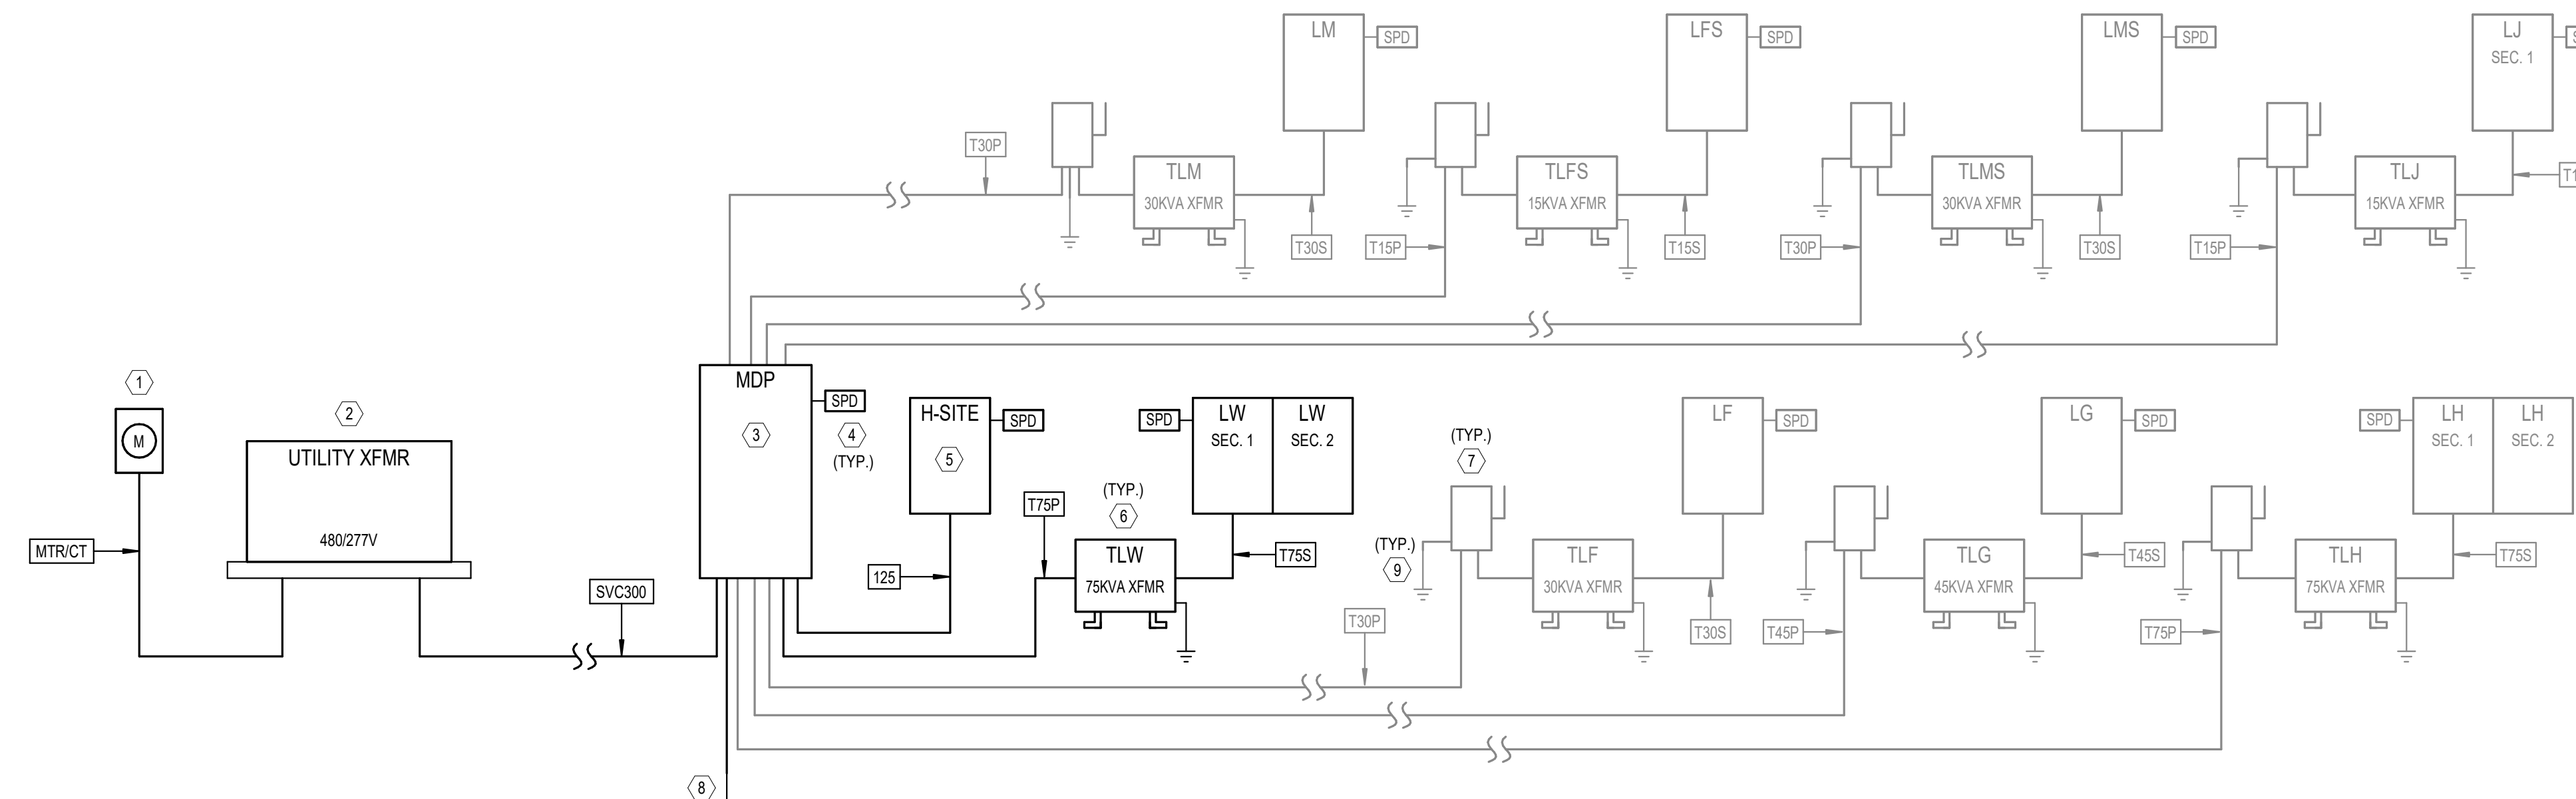 LM
SPD
LFS
SPD
LMS
SPD
LJ
SEC. 1
T30P
TLM
30KVA XFMR
T30S
T15P
TLFS
15KVA XFMR
T15S
T30P
TLMS
30KVA XFMR
T30S
T15P
TLJ
15KVA XFMR
1
M
MTR/CT
2
UTILITY XFMR
480/277V
SVC300
MDP
3
SPD
4
(TYP.)
H-SITE
5
SPD
125
T75P
(TYP.)
6
TLW
75KVA XFMR
SPD
LW
SEC. 1
LW
SEC. 2
T75S
(TYP.)
7
(TYP.)
9
T30P
TLF
30KVA XFMR
LF
SPD
T30S
T45P
TLG
45KVA XFMR
LG
SPD
T45S
T75P
TLH
75KVA XFMR
SPD
LH
SEC. 1
LH
SEC. 2
T75S
8